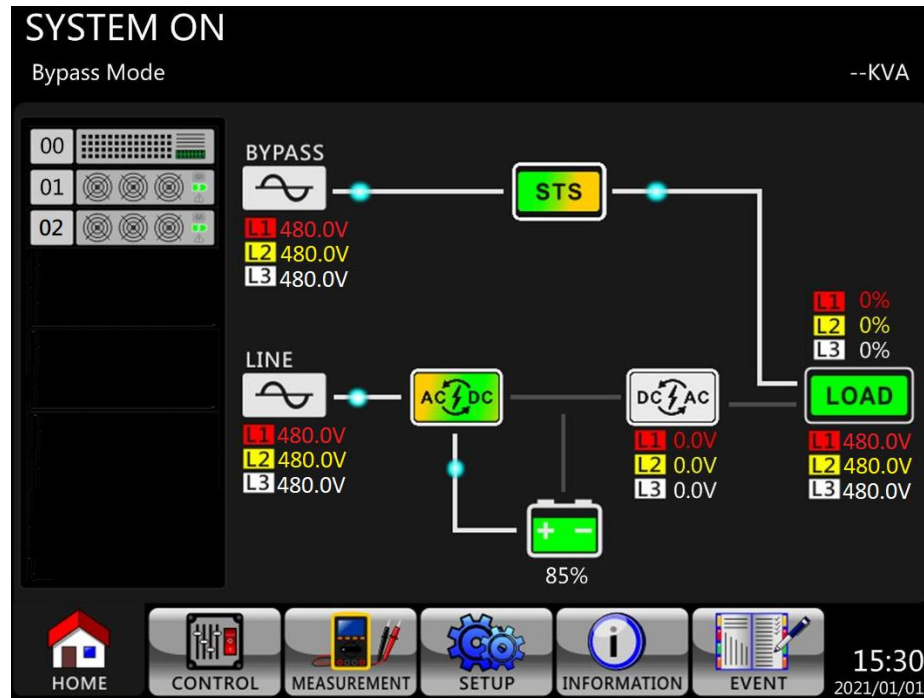 SYSTEM ON
Bypass Mode
--KVA
00
01
02
BYPASS
STS
L1 480.0V
L2 480.0V
L3 480.0V
L1 0%
L2 0%
L3 0%
LINE
AC DC
DC AC
LOAD
L1 480.0V
L2 480.0V
L3 480.0V
L1 0.0V
L2 0.0V
L3 0.0V
L1 480.0V
L2 480.0V
L3 480.0V
+ -
85%
HOME
CONTROL
MEASUREMENT
SETUP
INFORMATION
EVENT
15:30
2021/01/01